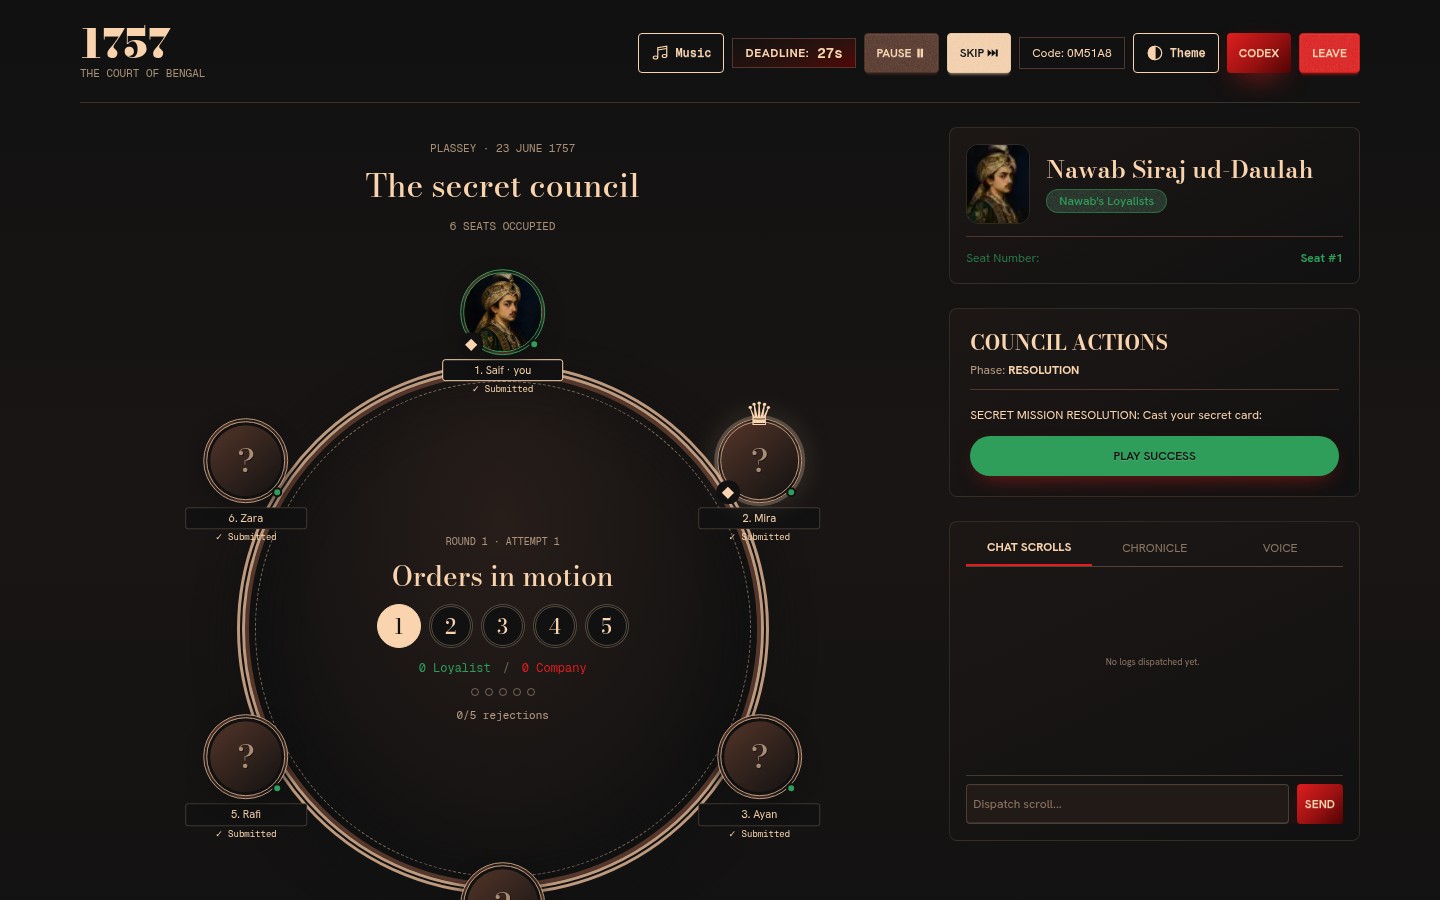 1757
THE COURT OF BENGAL
Music
DEADLINE: 27s
PAUSE ⏸
SKIP ⏭
Code: 0M51A8
Theme
CODEX
LEAVE
PLASSEY · 23 JUNE 1757
The secret council
6 SEATS OCCUPIED
1. Saif · you
✓ Submitted
?
6. Zara
✓ Submitted
?
2. Mira
✓ Submitted
ROUND 1 · ATTEMPT 1
Orders in motion
1 2 3 4 5
0 Loyalist / 0 Company
0/5 rejections
?
5. Rafi
✓ Submitted
?
3. Ayan
✓ Submitted
?
Nawab Siraj ud-Daulah
Nawab's Loyalists
Seat Number: Seat #1
COUNCIL ACTIONS
Phase: RESOLUTION
SECRET MISSION RESOLUTION: Cast your secret card:
PLAY SUCCESS
CHAT SCROLLS CHRONICLE VOICE
No logs dispatched yet.
Dispatch scroll...
SEND